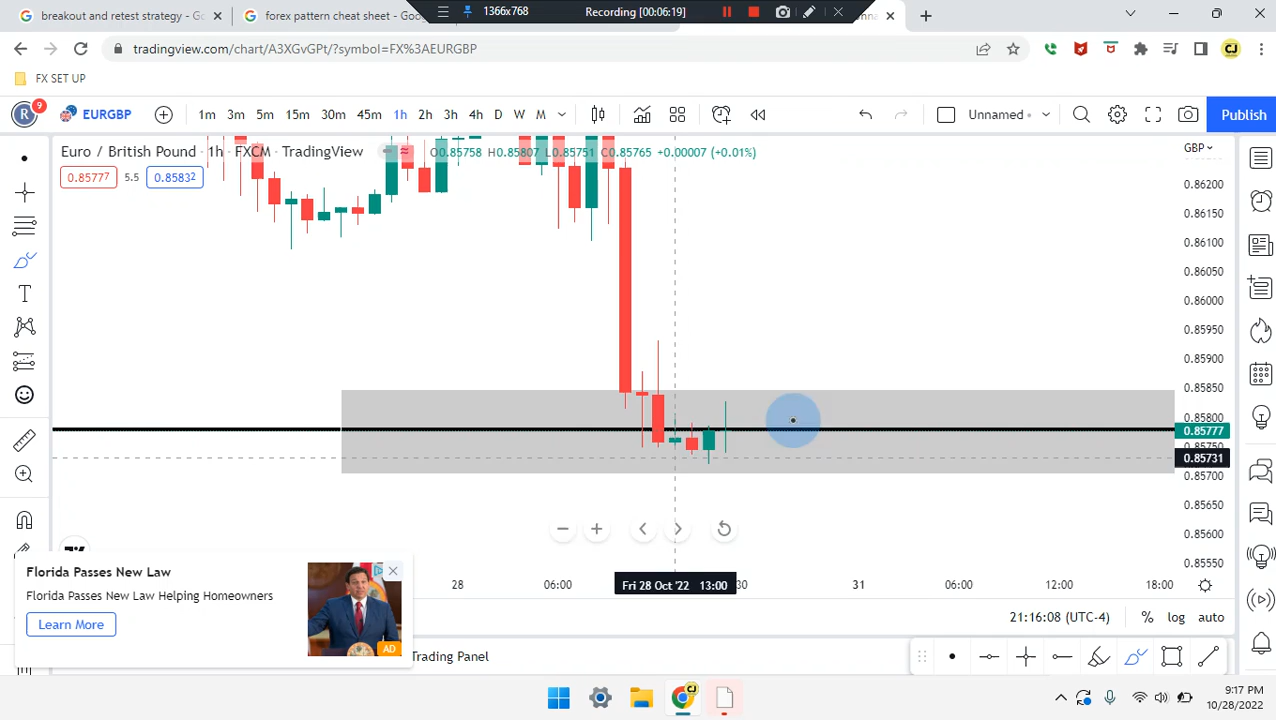 breakout and retest strategy - G
forex pattern cheat sheet - Goo
1366x768
Recording [00:06:19]
tradingview.com/chart/A3XGvGPt/?symbol=FX%3AEURGBP
CJ
FX SET UP
R
9
EURGBP
1m 3m 5m 15m 30m 45m 1h 2h 3h 4h D W M
Unnamed
Publish
Euro / British Pound · 1h · FXCM · TradingView
O0.85758 H0.85807 L0.85751 C0.85765 +0.00007 (+0.01%)
GBP
0.85777
5.5
0.85832
0.86200
0.86150
0.86100
0.86050
0.86000
0.85950
0.85900
0.85850
0.85800
0.85777
0.85750
0.85731
0.85700
0.85650
0.85600
0.85550
28
06:00
Fri 28 Oct '22 13:00
30
31
06:00
12:00
18:00
Florida Passes New Law
Florida Passes New Law Helping Homeowners
Learn More
AD
21:16:08 (UTC-4)
%
log
auto
Trading Panel
CJ
9:17 PM
10/28/2022